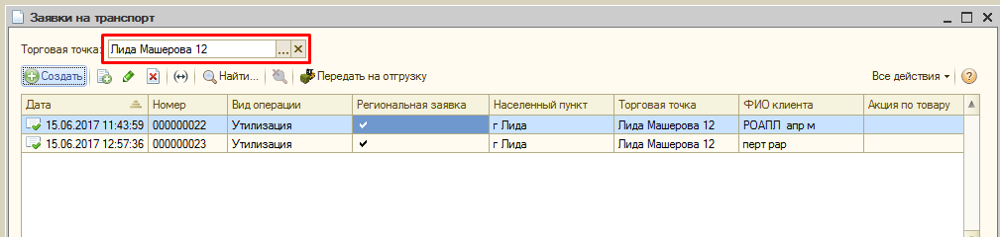 Заявки на транспорт
Торговая точка: Лида Машерова 12 ...
Создать Найти... Передать на отгрузку Все действия ?
Дата Номер Вид операции Региональная заявка Населенный пункт Торговая точка ФИО клиента Акция по товару
15.06.2017 11:43:59 000000022 Утилизация г Лида Лида Машерова 12 РОАПЛ апр м
15.06.2017 12:57:36 000000023 Утилизация г Лида Лида Машерова 12 перт рар